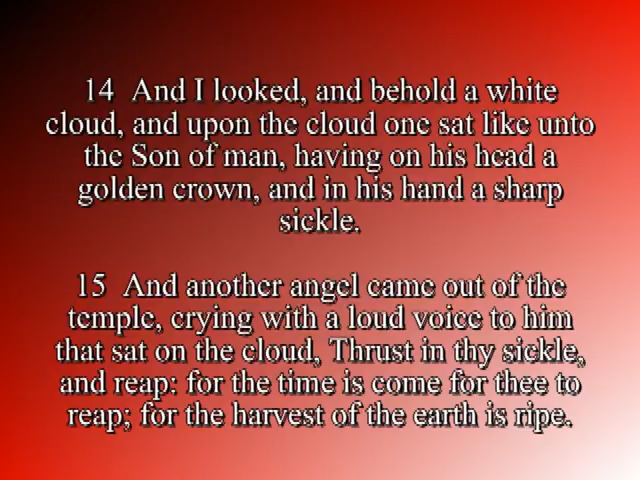 14 And I looked, and behold a white
cloud, and upon the cloud one sat like unto
the Son of man, having on his head a
golden crown, and in his hand a sharp
sickle.
15 And another angel came out of the
temple, crying with a loud voice to him
that sat on the cloud, Thrust in thy sickle,
and reap: for the time is come for thee to
reap; for the harvest of the earth is ripe.